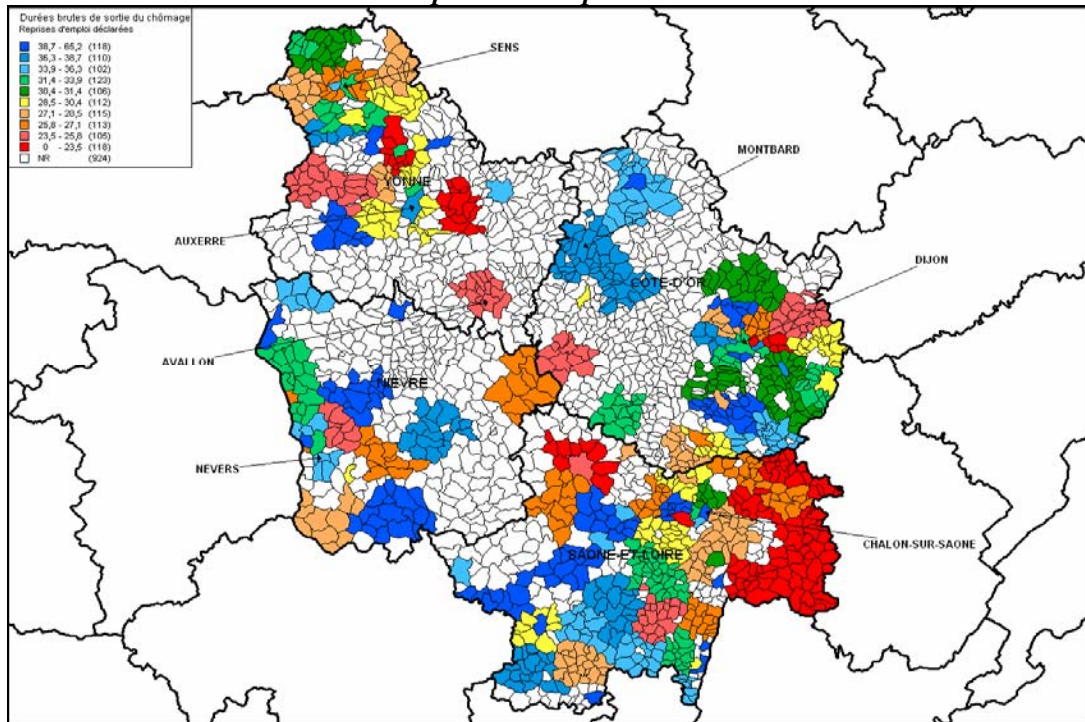 Durées brutes de sortie du chômage
Reprises d'emploi déclarées
38,7 - 65,2 (118)
36,3 - 38,7 (110)
33,9 - 36,3 (102)
31,4 - 33,9 (123)
30,4 - 31,4 (106)
28,5 - 30,4 (112)
27,1 - 28,5 (115)
25,8 - 27,1 (113)
23,5 - 25,8 (105)
0 - 23,5 (118)
NR (924)
SENS
MONTBARD
YONNE
AUXERRE
DIJON
COTE-D'OR
AVALLON
NIEVRE
NEVERS
CHALON-SUR-SAONE
SAONE-ET-LOIRE